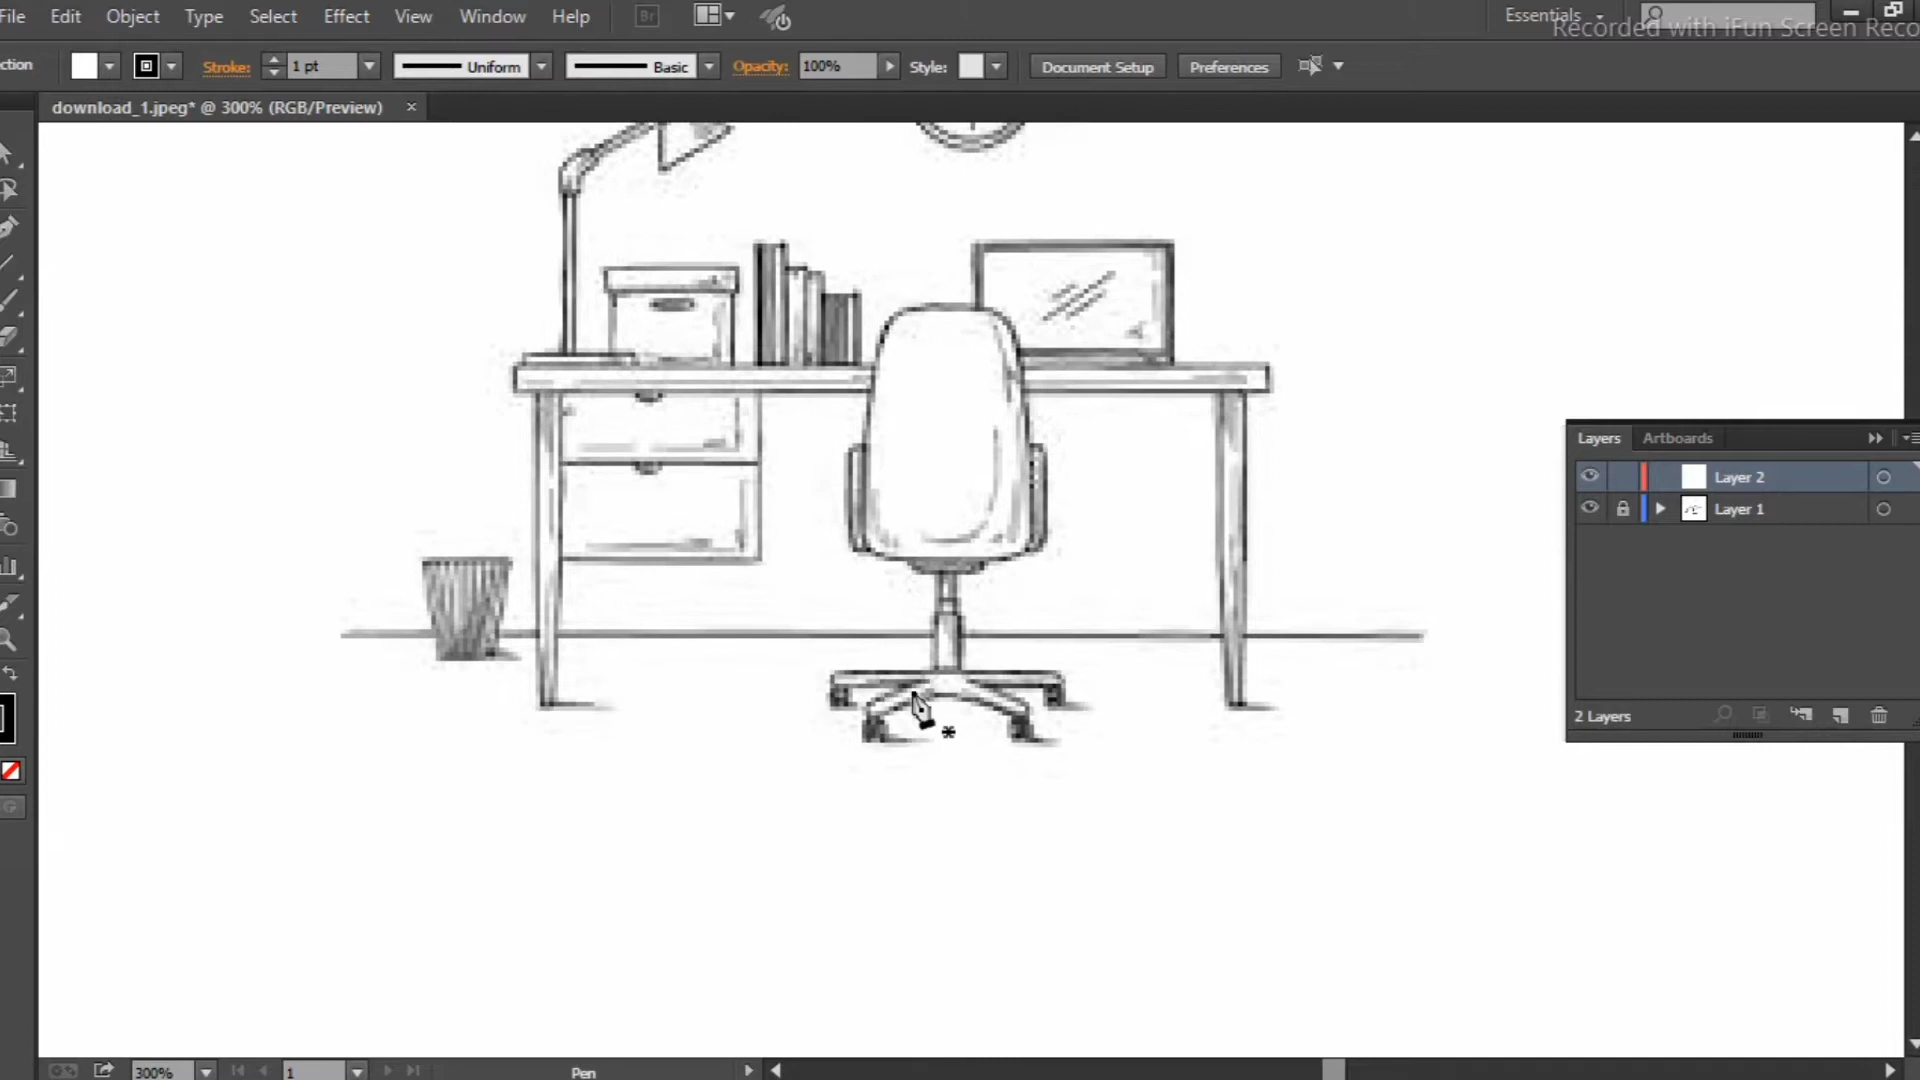 File Edit Object Type Select Effect View Window Help Br Essentials
Recorded with iFun Screen Reco
ction Stroke: 1 pt Uniform Basic Opacity: 100% Style: Document Setup Preferences
download_1.jpeg* @ 300% (RGB/Preview) ×
Layers Artboards
Layer 2
Layer 1
2 Layers
300% 1 Pen